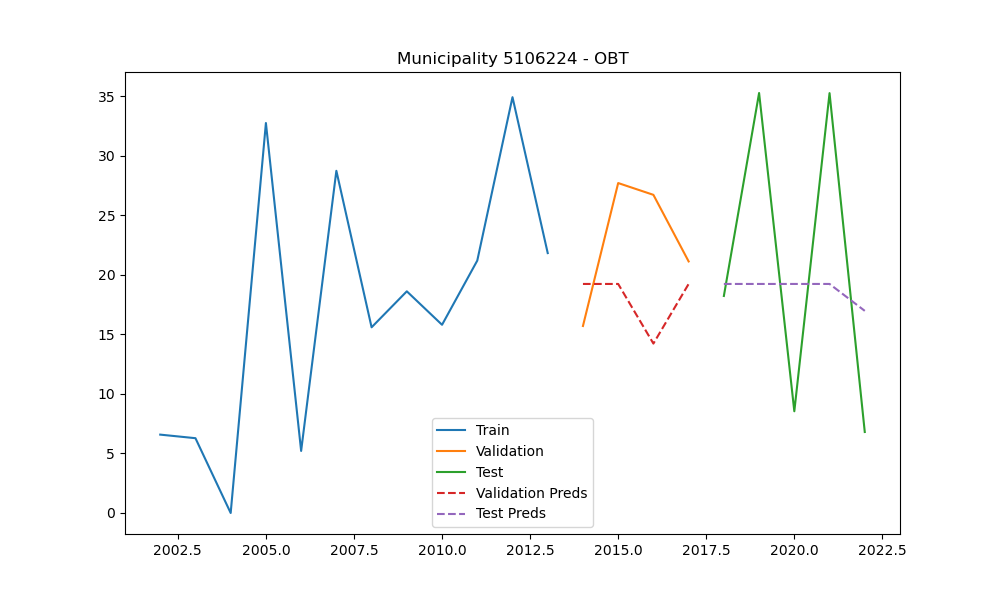 Municipality 5106224 - OBT
35
30
25
20
15
10
5
0
Train
Validation
Test
Validation Preds
Test Preds
2002.5 2005.0 2007.5 2010.0 2012.5 2015.0 2017.5 2020.0 2022.5